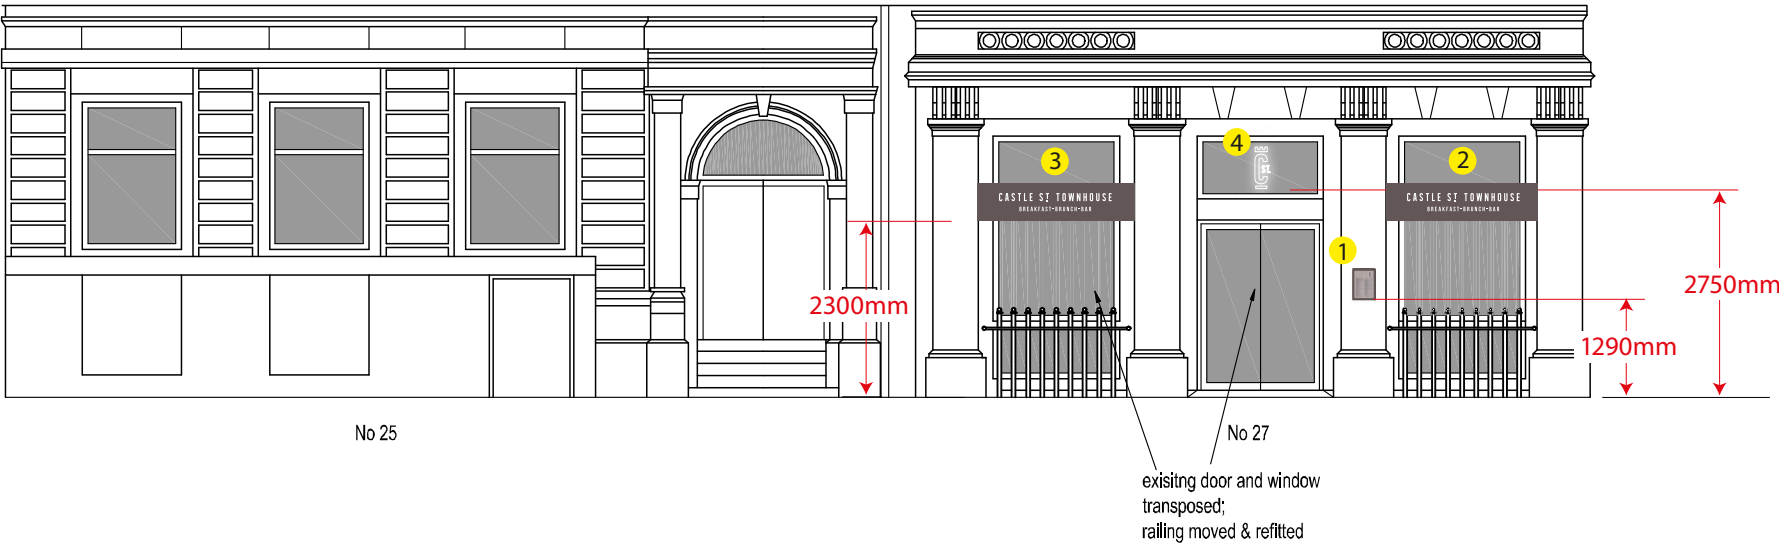 3
4
2
CASTLE ST TOWNHOUSE
BREAKFAST-BRUNCH-BAR
CASTLE ST TOWNHOUSE
BREAKFAST-BRUNCH-BAR
1
2300mm
2750mm
1290mm
No 25
No 27
exisitng door and window
transposed;
railing moved & refitted